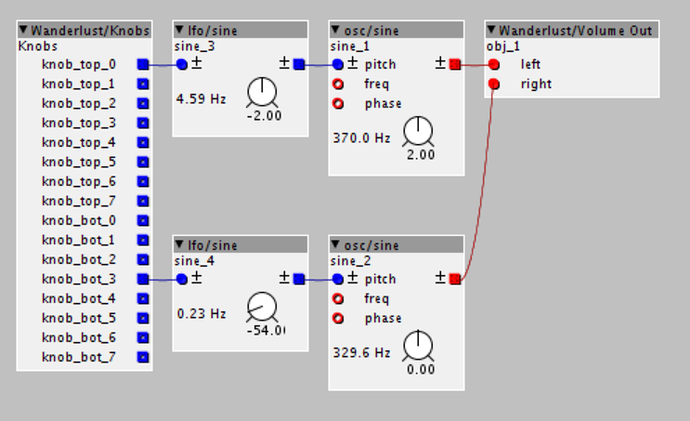 Wanderlust/Knobs
Knobs
knob_top_0
knob_top_1
knob_top_2
knob_top_3
knob_top_4
knob_top_5
knob_top_6
knob_top_7
knob_bot_0
knob_bot_1
knob_bot_2
knob_bot_3
knob_bot_4
knob_bot_5
knob_bot_6
knob_bot_7
lfo/sine
sine_3
± ±
4.59 Hz
-2.00
osc/sine
sine_1
± pitch ±
freq
phase
370.0 Hz
2.00
Wanderlust/Volume Out
obj_1
left
right
lfo/sine
sine_4
± ±
0.23 Hz
-54.0
osc/sine
sine_2
± pitch ±
freq
phase
329.6 Hz
0.00